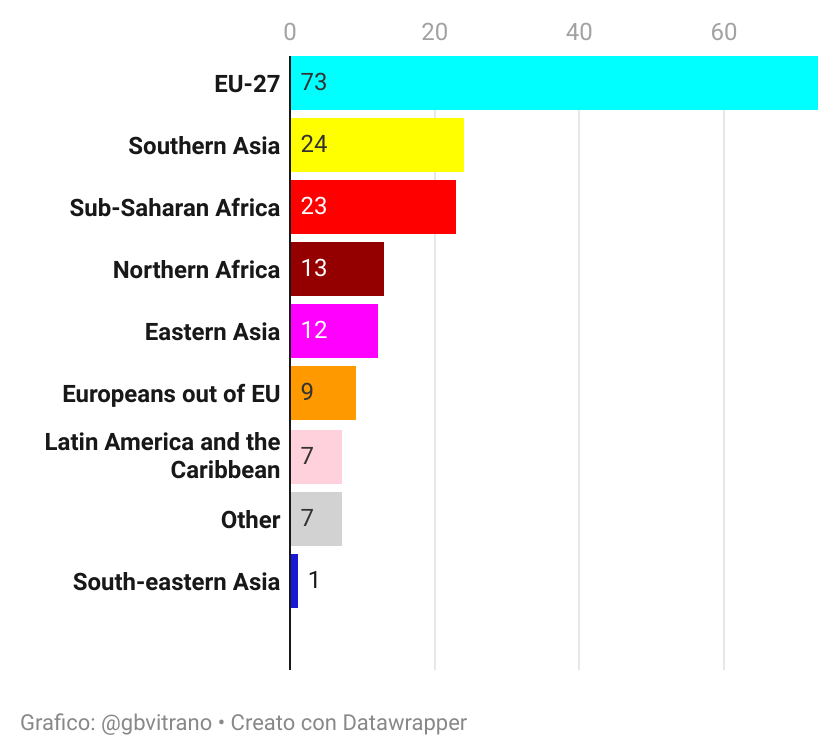 0 20 40 60
EU-27 73
Southern Asia 24
Sub-Saharan Africa 23
Northern Africa 13
Eastern Asia 12
Europeans out of EU 9
Latin America and the
Caribbean 7
Other 7
South-eastern Asia 1
Grafico: @gbvitrano • Creato con Datawrapper